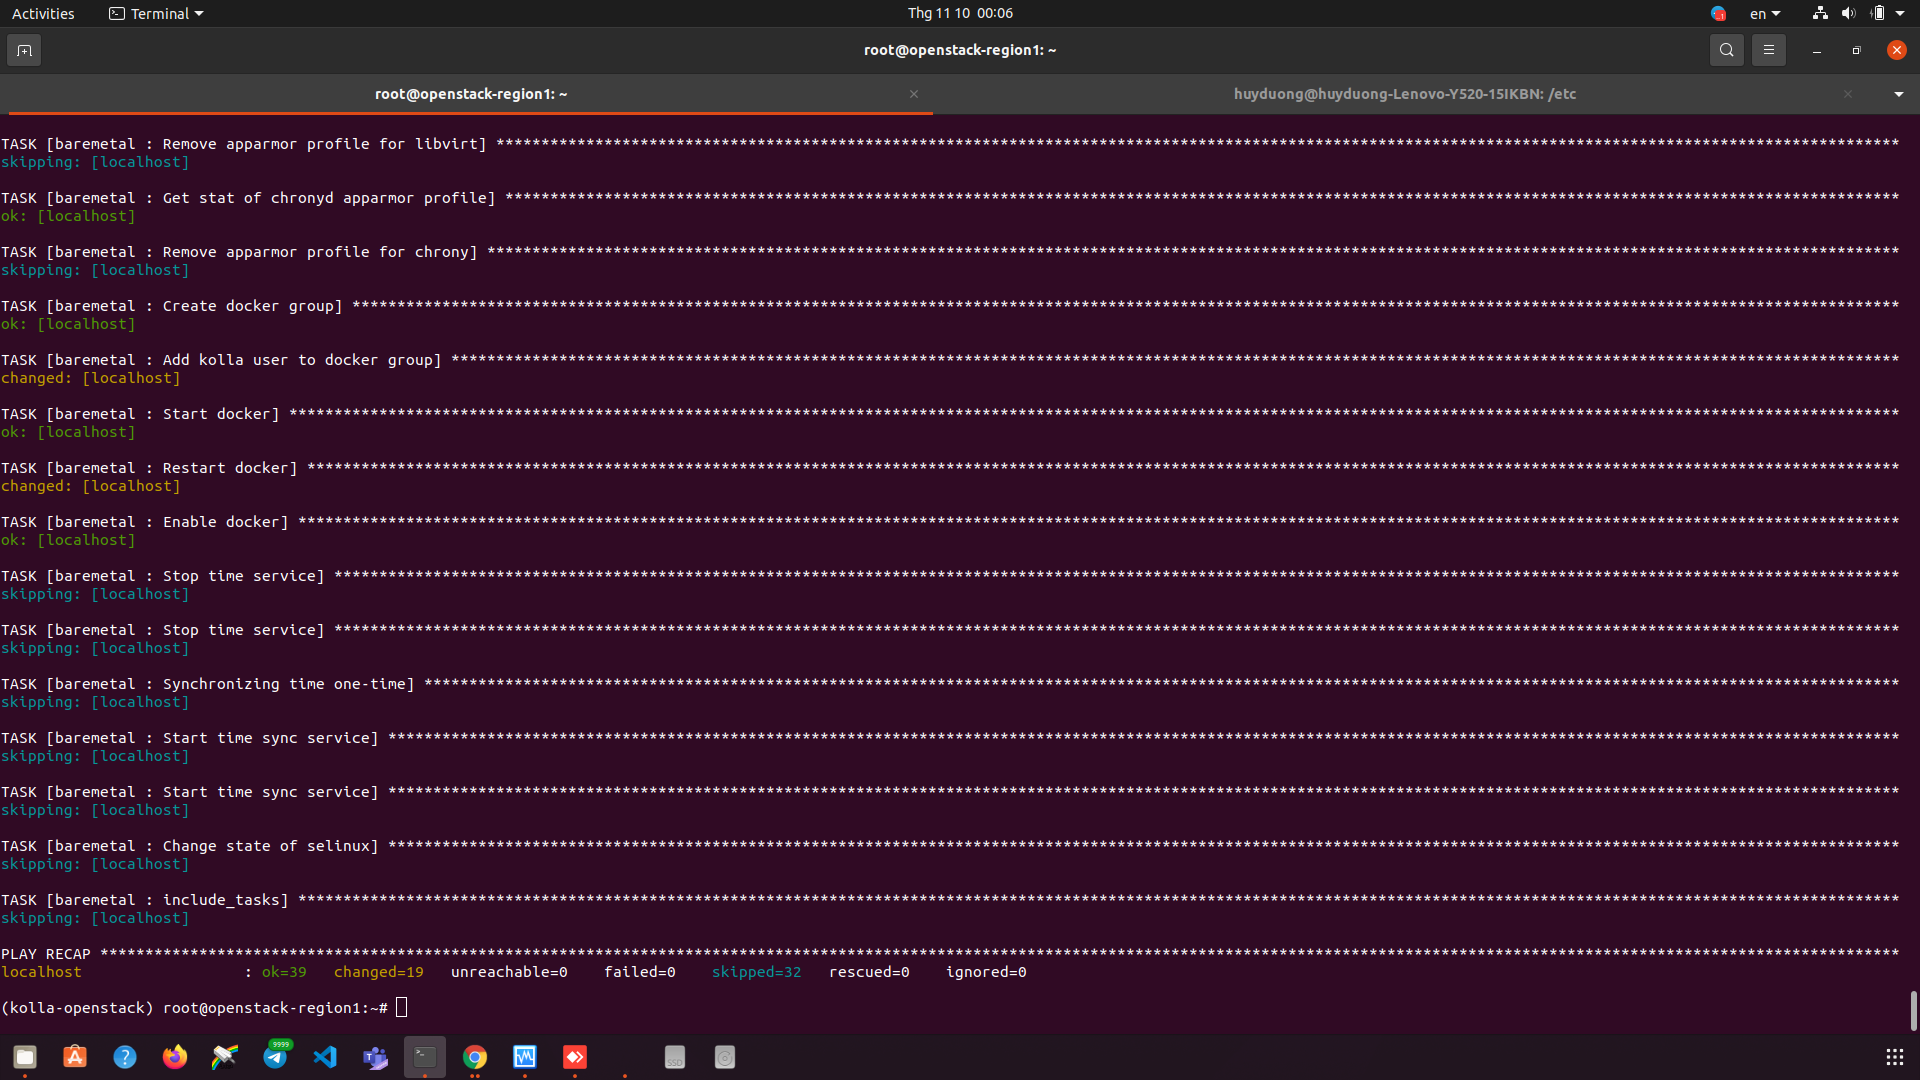 Activities
Terminal
Thg 11 10 00:06
en
root@openstack-region1: ~
root@openstack-region1: ~
huyduong@huyduong-Lenovo-Y520-15IKBN: /etc
TASK [baremetal : Remove apparmor profile for libvirt] ************************************************************************************************************************************************************
skipping: [localhost]
TASK [baremetal : Get stat of chronyd apparmor profile] ***********************************************************************************************************************************************************
ok: [localhost]
TASK [baremetal : Remove apparmor profile for chrony] *************************************************************************************************************************************************************
skipping: [localhost]
TASK [baremetal : Create docker group] ****************************************************************************************************************************************************************************
ok: [localhost]
TASK [baremetal : Add kolla user to docker group] *****************************************************************************************************************************************************************
changed: [localhost]
TASK [baremetal : Start docker] ***********************************************************************************************************************************************************************************
ok: [localhost]
TASK [baremetal : Restart docker] *********************************************************************************************************************************************************************************
changed: [localhost]
TASK [baremetal : Enable docker] **********************************************************************************************************************************************************************************
ok: [localhost]
TASK [baremetal : Stop time service] ******************************************************************************************************************************************************************************
skipping: [localhost]
TASK [baremetal : Stop time service] ******************************************************************************************************************************************************************************
skipping: [localhost]
TASK [baremetal : Synchronizing time one-time] ********************************************************************************************************************************************************************
skipping: [localhost]
TASK [baremetal : Start time sync service] ************************************************************************************************************************************************************************
skipping: [localhost]
TASK [baremetal : Start time sync service] ************************************************************************************************************************************************************************
skipping: [localhost]
TASK [baremetal : Change state of selinux] ************************************************************************************************************************************************************************
skipping: [localhost]
TASK [baremetal : include_tasks] **********************************************************************************************************************************************************************************
skipping: [localhost]
PLAY RECAP ********************************************************************************************************************************************************************************************************
localhost : ok=39 changed=19 unreachable=0 failed=0 skipped=32 rescued=0 ignored=0
(kolla-openstack) root@openstack-region1:~#
9999
SSD